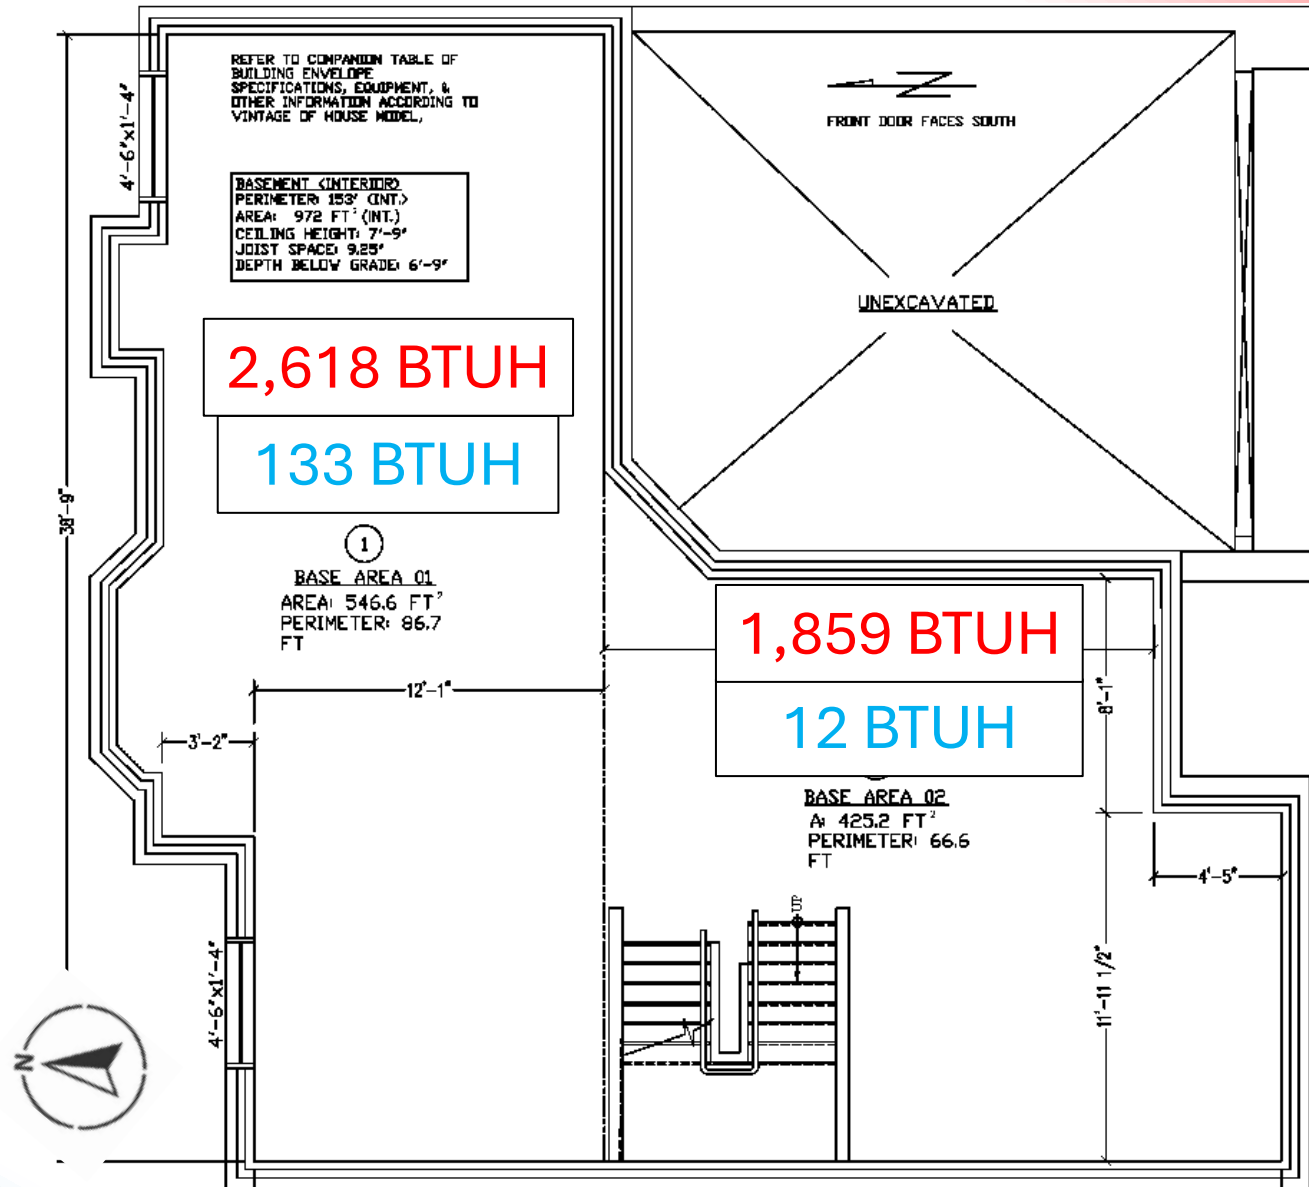 REFER TO COMPANION TABLE OF
BUILDING ENVELOPE
SPECIFICATIONS, EQUIPMENT, &
OTHER INFORMATION ACCORDING TO
VINTAGE OF HOUSE MODEL,
FRONT DOOR FACES SOUTH
4'-6"x1'-4"
BASEMENT (INTERIOR)
PERIMETER: 153' (INT.)
AREA: 972 FT² (INT.)
CEILING HEIGHT: 7'-9"
JOIST SPACE: 9.25"
DEPTH BELOW GRADE: 6'-9"
UNEXCAVATED
2,618 BTUH
133 BTUH
38'-9"
1
BASE AREA 01
AREA: 546.6 FT²
PERIMETER: 86.7
FT
1,859 BTUH
12 BTUH
12'-1"
8'-1"
3'-2"
BASE AREA 02
A: 425.2 FT²
PERIMETER: 66.6
FT
4'-5"
UP
4'-6"x1'-4"
11'-11 1/2"
N